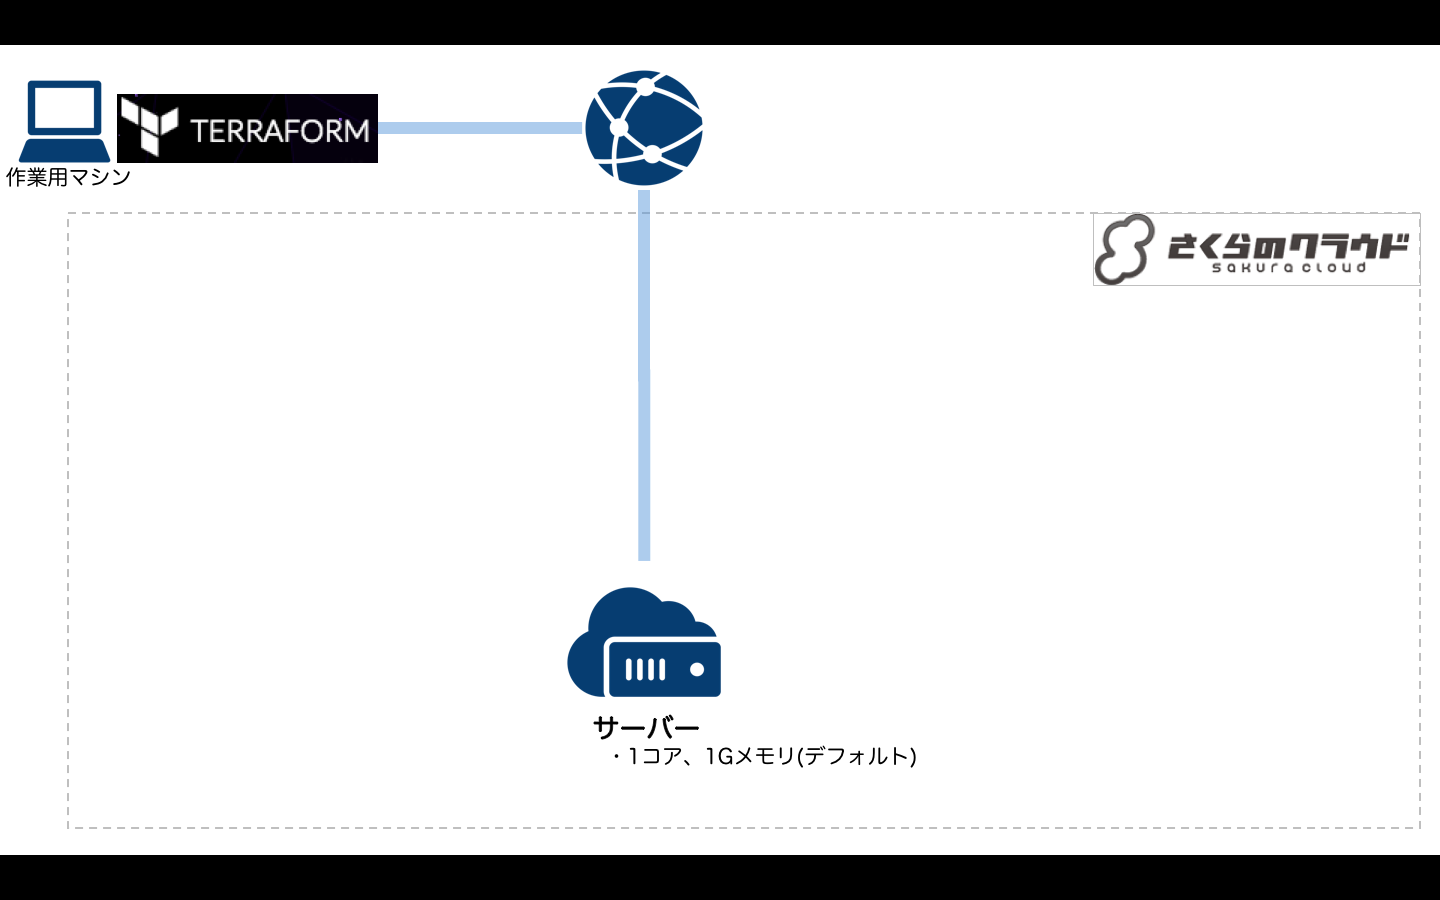 TERRAFORM
作業用マシン
さくらのクラウド
sakura cloud
サーバー
・1コア、1Gメモリ(デフォルト)